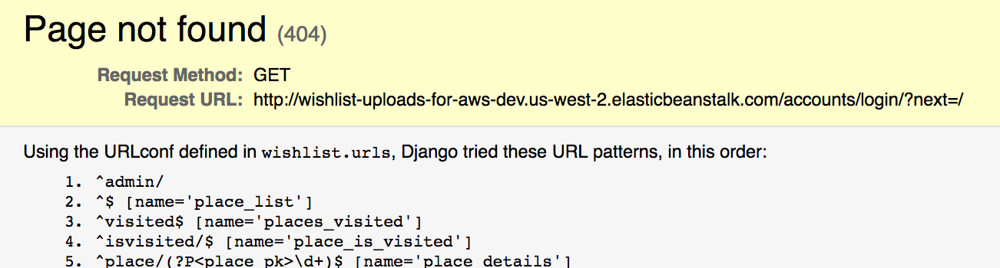 Page not found (404)
Request Method: GET
Request URL: http://wishlist-uploads-for-aws-dev.us-west-2.elasticbeanstalk.com/accounts/login/?next=/
Using the URLconf defined in wishlist.urls, Django tried these URL patterns, in this order:
1. ^admin/
2. ^$ [name='place_list']
3. ^visited$ [name='places_visited']
4. ^isvisited/$ [name='place_is_visited']
5. ^place/(?P<place_pk>\d+)$ [name='place_details']